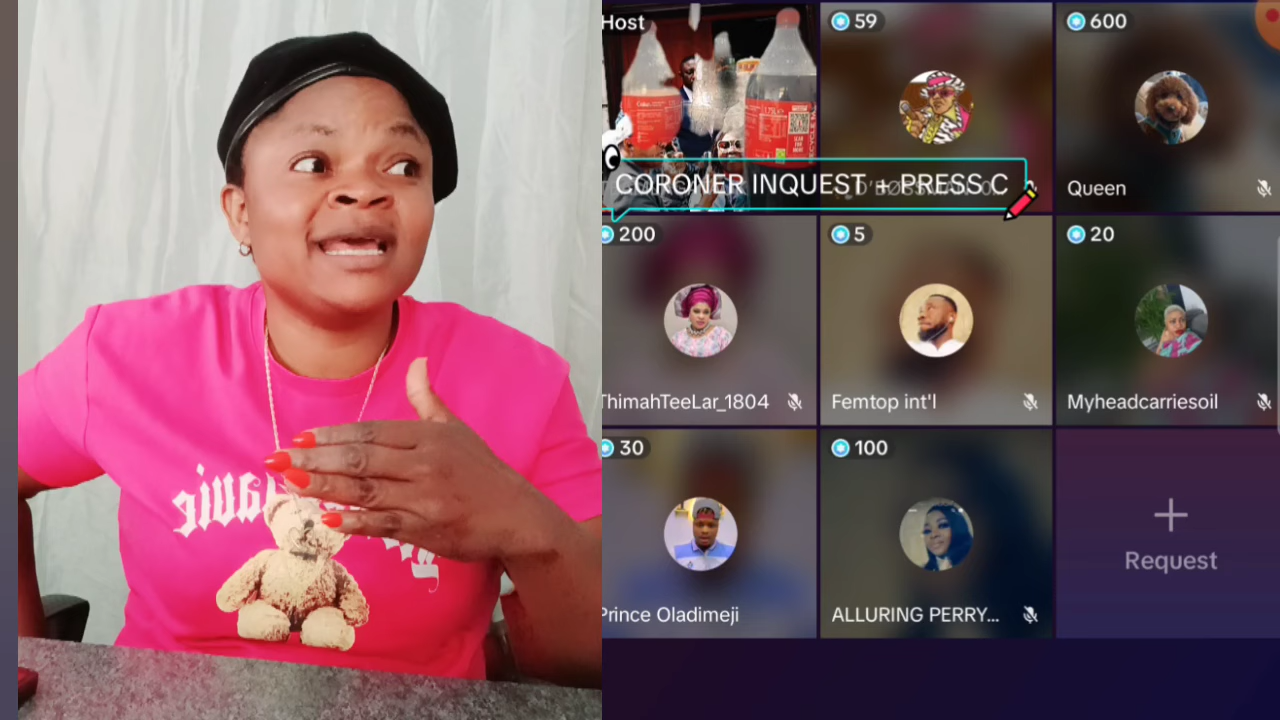 Host
59
600
CORONER INQUEST + PRESS C
Queen
200
5
20
ThimahTeeLar_1804
Femtop int'l
Myheadcarriesoil
30
100
Request
Prince Oladimeji
ALLURING PERRY...